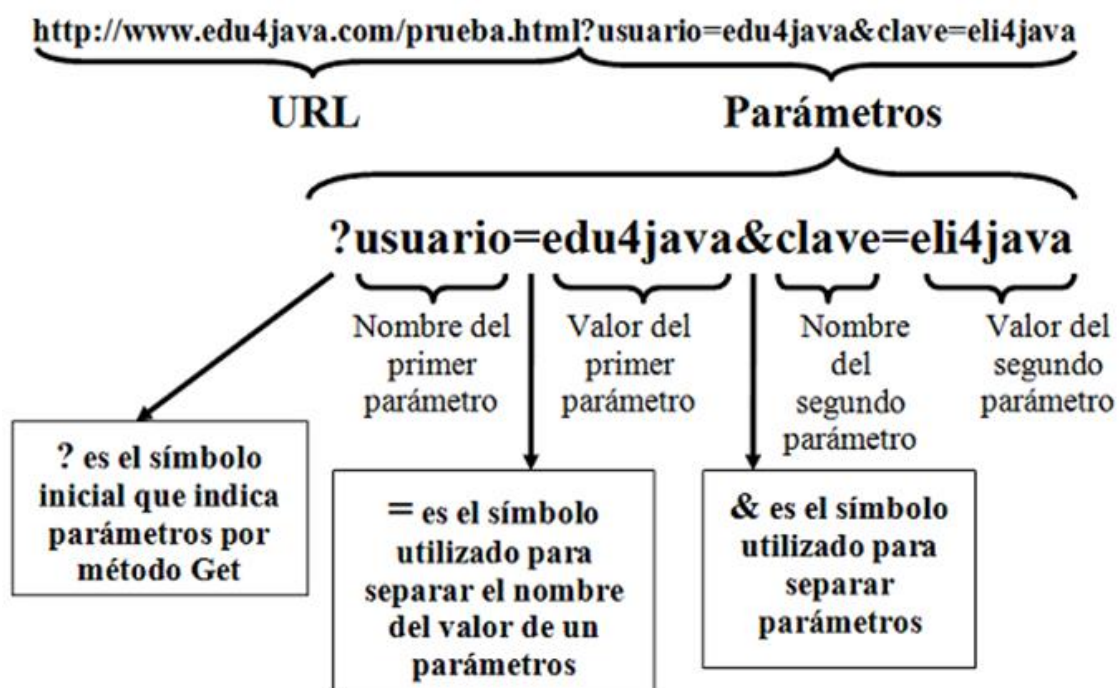 http://www.edu4java.com/prueba.html?usuario=edu4java&clave=eli4java
URL
Parámetros
?usuario=edu4java&clave=eli4java
Nombre del
primer
parámetro
Valor del
primer
parámetro
Nombre
del
segundo
parámetro
Valor del
segundo
parámetro
? es el símbolo
inicial que indica
parámetros por
método Get
= es el símbolo
utilizado para
separar el nombre
del valor de un
parámetros
& es el símbolo
utilizado para
separar
parámetros